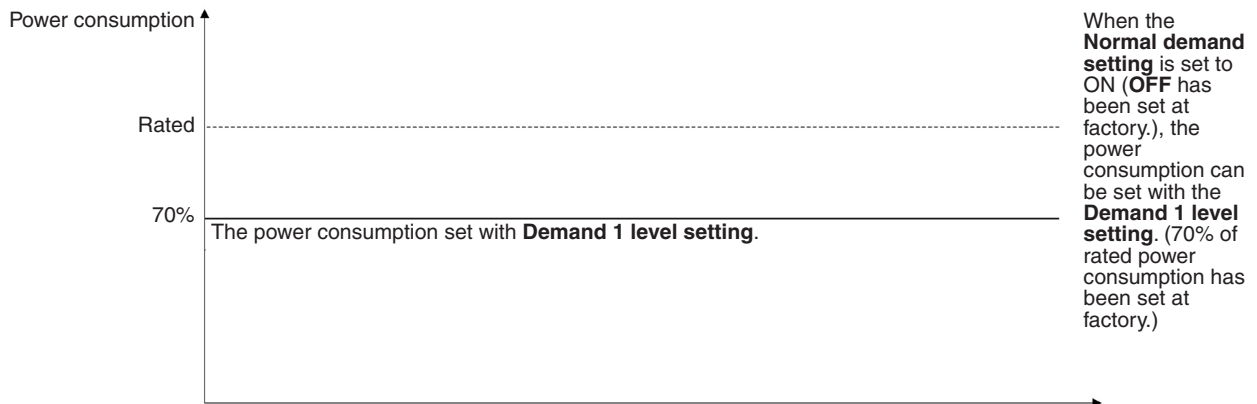 Power consumption
Rated
70%
The power consumption set with Demand 1 level setting.
When the
Normal demand
setting is set to
ON (OFF has
been set at
factory.), the
power
consumption can
be set with the
Demand 1 level
setting. (70% of
rated power
consumption has
been set at
factory.)